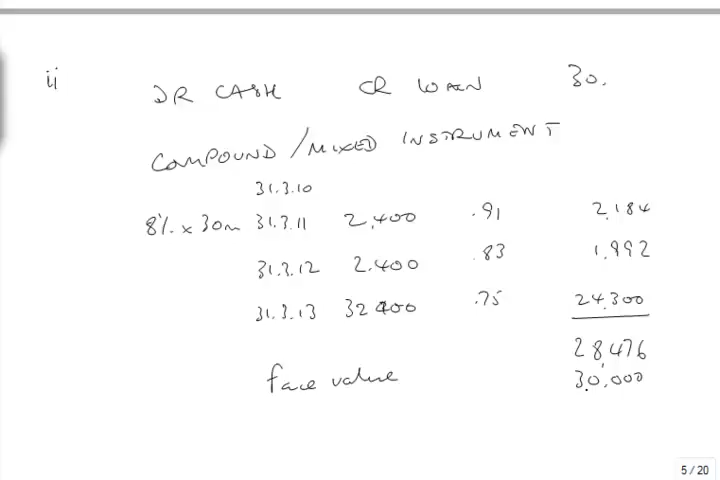 ii DR CASH CR LOAN 30.
COMPOUND/MIXED INSTRUMENT
31.3.10
8% x 30m 31.3.11 2,400 .91 2,184
31.3.12 2.400 .83 1,992
31.3.13 32400 .75 24,300
28,476
face value 30,000
5 / 20